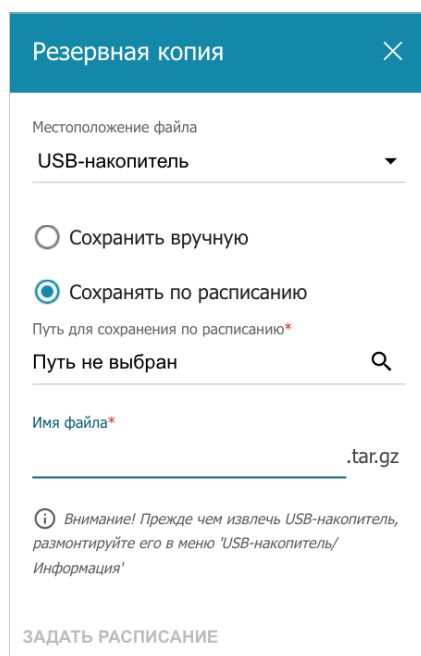 Резервная копия
Местоположение файла
USB-накопитель
Сохранить вручную
Сохранять по расписанию
Путь для сохранения по расписанию*
Путь не выбран
Имя файла*
.tar.gz
Внимание! Прежде чем извлечь USB-накопитель,
размонтируйте его в меню 'USB-накопитель/
Информация'
ЗАДАТЬ РАСПИСАНИЕ